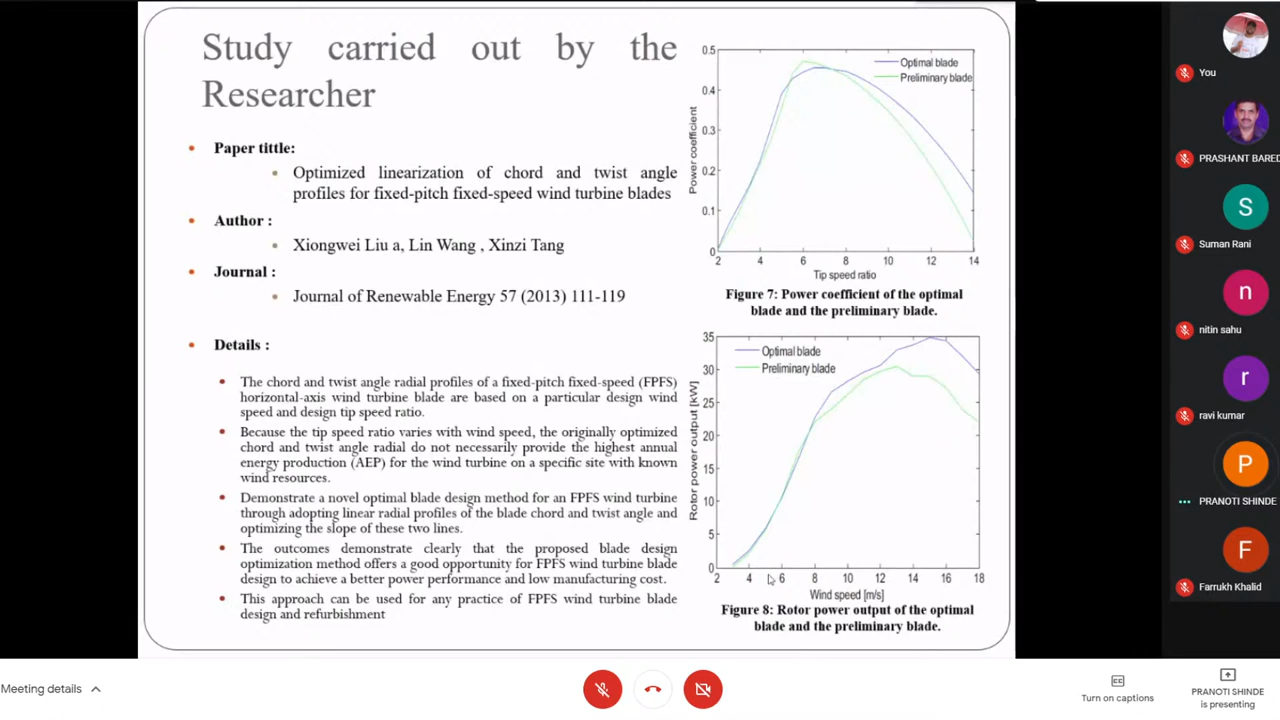 Study carried out by the
Researcher
Paper tittle:
Optimized linearization of chord and twist angle
profiles for fixed-pitch fixed-speed wind turbine blades
Author :
Xiongwei Liu a, Lin Wang , Xinzi Tang
Journal :
Journal of Renewable Energy 57 (2013) 111-119
Details :
The chord and twist angle radial profiles of a fixed-pitch fixed-speed (FPFS)
horizontal-axis wind turbine blade are based on a particular design wind
speed and design tip speed ratio.
Because the tip speed ratio varies with wind speed, the originally optimized
chord and twist angle radial do not necessarily provide the highest annual
energy production (AEP) for the wind turbine on a specific site with known
wind resources.
Demonstrate a novel optimal blade design method for an FPFS wind turbine
through adopting linear radial profiles of the blade chord and twist angle and
optimizing the slope of these two lines.
The outcomes demonstrate clearly that the proposed blade design
optimization method offers a good opportunity for FPFS wind turbine blade
design to achieve a better power performance and low manufacturing cost.
This approach can be used for any practice of FPFS wind turbine blade
design and refurbishment
0.5
0.4
0.3
0.2
0.1
0
Power coefficient
Optimal blade
Preliminary blade
2 4 6 8 10 12 14
Tip speed ratio
Figure 7: Power coefficient of the optimal
blade and the preliminary blade.
35
30
25
20
15
10
5
0
Rotor power output [kW]
Optimal blade
Preliminary blade
2 4 6 8 10 12 14 16 18
Wind speed [m/s]
Figure 8: Rotor power output of the optimal
blade and the preliminary blade.
You
PRASHANT BARED
S
Suman Rani
n
nitin sahu
r
ravi kumar
P
PRANOTI SHINDE
F
Farrukh Khalid
Meeting details
CC
Turn on captions
PRANOTI SHINDE
is presenting